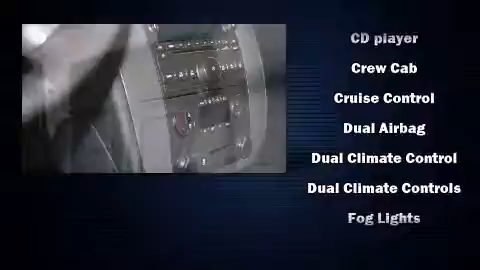 CD player
Crew Cab
Cruise Control
Dual Airbag
Dual Climate Control
Dual Climate Controls
Fog Lights